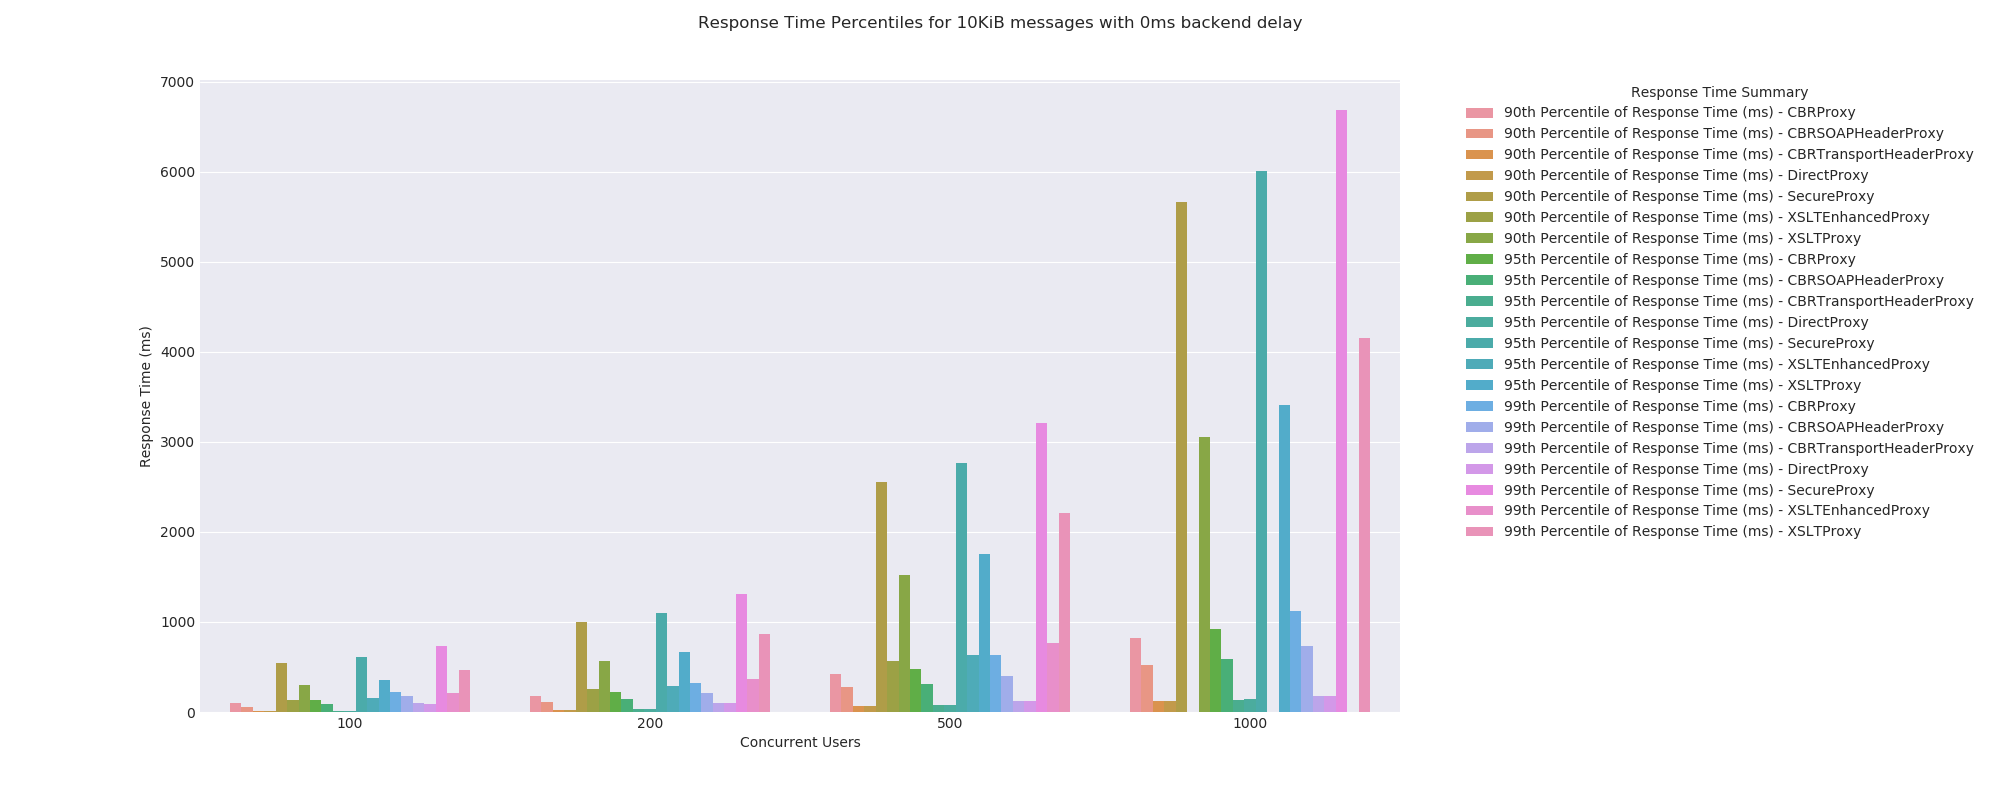 Response Time Percentiles for 10KiB messages with 0ms backend delay
7000
6000
5000
4000
3000
2000
1000
0
Response Time (ms)
100
200
500
1000
Concurrent Users
Response Time Summary
90th Percentile of Response Time (ms) - CBRProxy
90th Percentile of Response Time (ms) - CBRSOAPHeaderProxy
90th Percentile of Response Time (ms) - CBRTransportHeaderProxy
90th Percentile of Response Time (ms) - DirectProxy
90th Percentile of Response Time (ms) - SecureProxy
90th Percentile of Response Time (ms) - XSLTEnhancedProxy
90th Percentile of Response Time (ms) - XSLTProxy
95th Percentile of Response Time (ms) - CBRProxy
95th Percentile of Response Time (ms) - CBRSOAPHeaderProxy
95th Percentile of Response Time (ms) - CBRTransportHeaderProxy
95th Percentile of Response Time (ms) - DirectProxy
95th Percentile of Response Time (ms) - SecureProxy
95th Percentile of Response Time (ms) - XSLTEnhancedProxy
95th Percentile of Response Time (ms) - XSLTProxy
99th Percentile of Response Time (ms) - CBRProxy
99th Percentile of Response Time (ms) - CBRSOAPHeaderProxy
99th Percentile of Response Time (ms) - CBRTransportHeaderProxy
99th Percentile of Response Time (ms) - DirectProxy
99th Percentile of Response Time (ms) - SecureProxy
99th Percentile of Response Time (ms) - XSLTEnhancedProxy
99th Percentile of Response Time (ms) - XSLTProxy